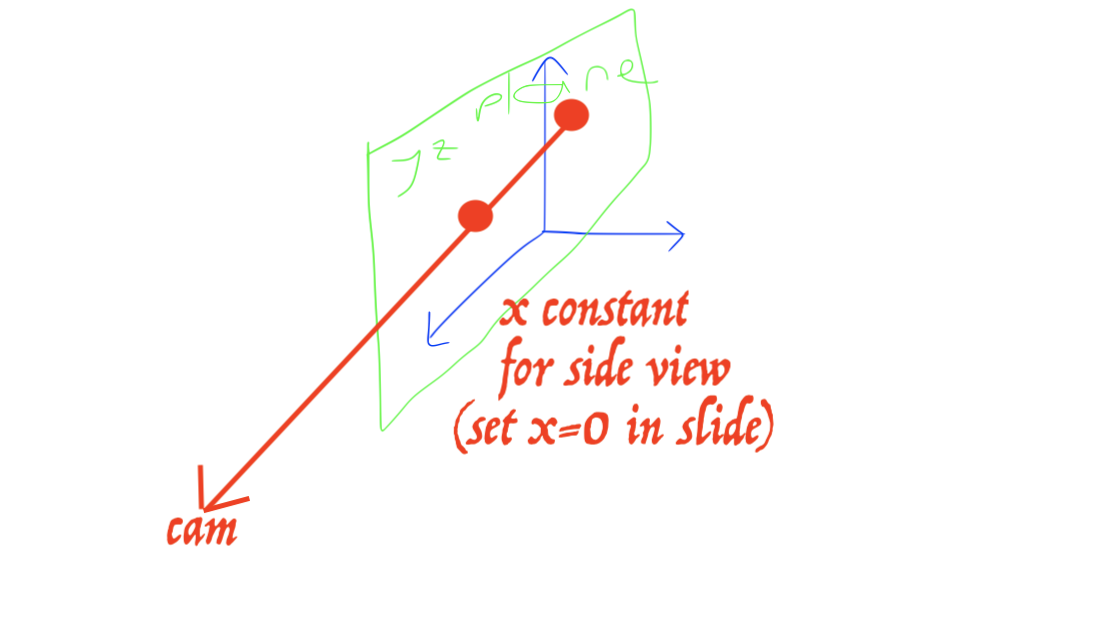 yz plane
x constant
for side view
(set x=0 in slide)
cam